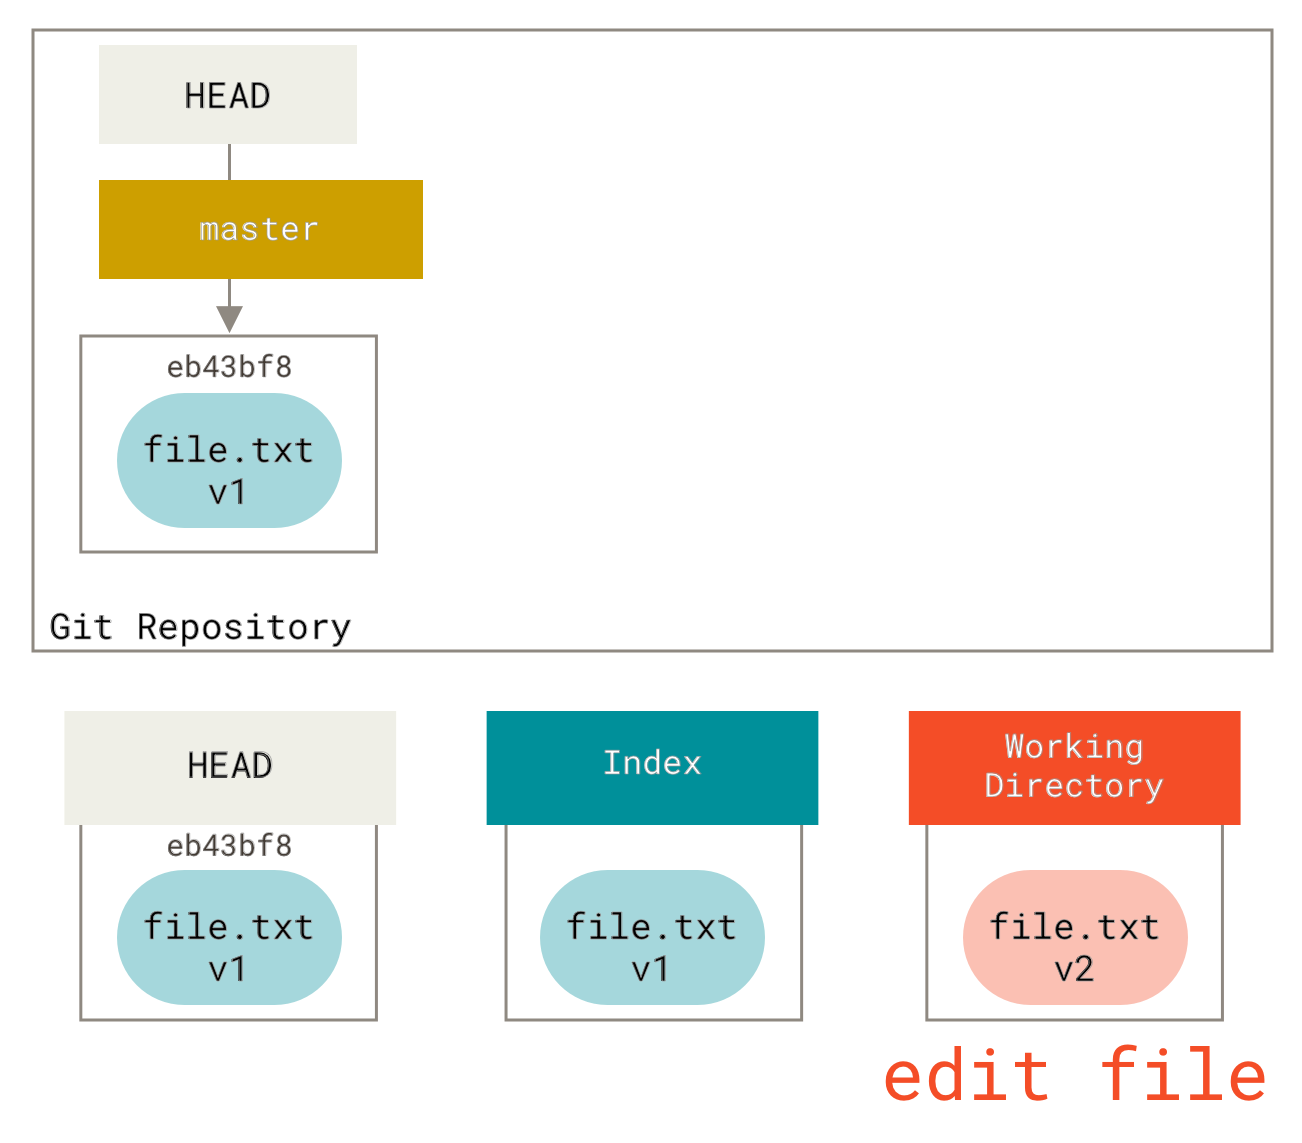 HEAD
master
eb43bf8
file.txt
v1
Git Repository
HEAD
Index
Working
Directory
eb43bf8
file.txt
v1
file.txt
v1
file.txt
v2
edit file